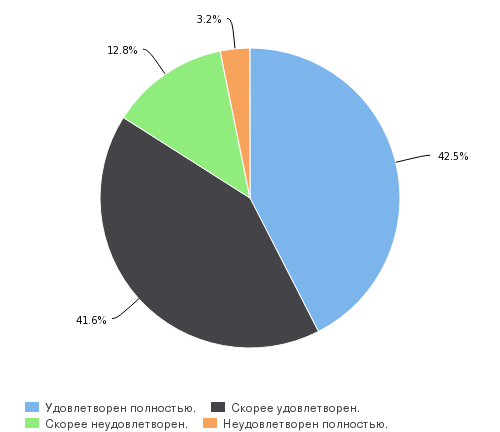 3.2%
12.8%
42.5%
41.6%
Удовлетворен полностью. Скорее удовлетворен.
Скорее неудовлетворен. Неудовлетворен полностью.